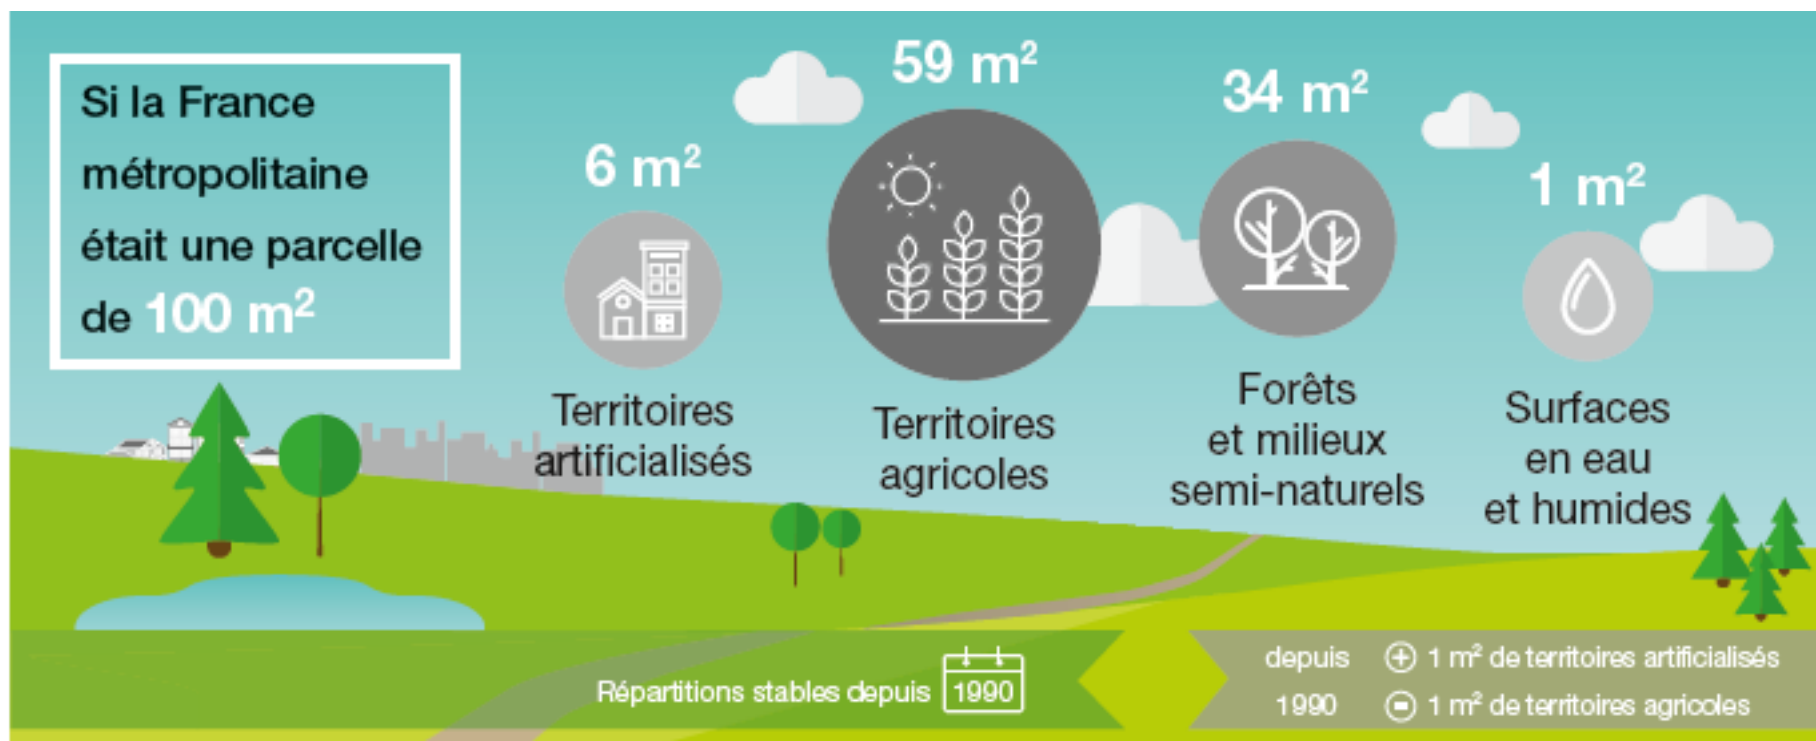 Si la France
métropolitaine
était une parcelle
de 100 m²
6 m²
Territoires
artificialisés
59 m²
Territoires
agricoles
34 m²
Forêts
et milieux
semi-naturels
1 m²
Surfaces
en eau
et humides
Répartitions stables depuis 1990
depuis
1990
+ 1 m² de territoires artificialisés
- 1 m² de territoires agricoles